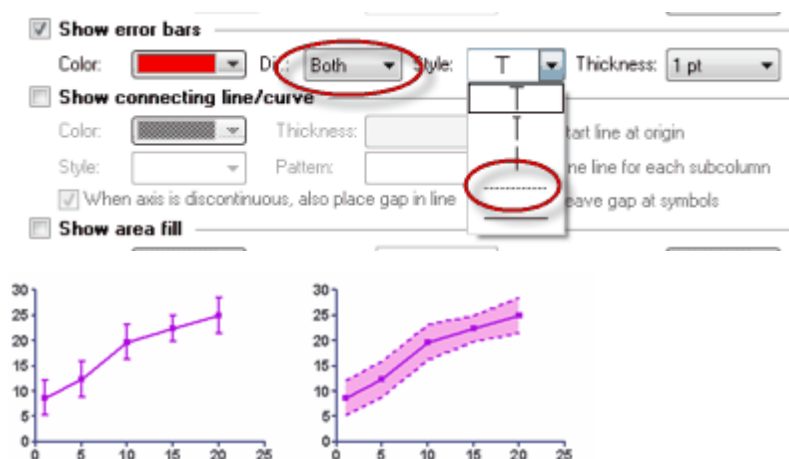 Show error bars
Color: Dir.: Both Style: T Thickness: 1 pt
Show connecting line/curve
Color: Thickness: tart line at origin
Style: Pattern: ne line for each subcolumn
When axis is discontinuous, also place gap in line eave gap at symbols
Show area fill
30
25
20
15
10
5
0
0 5 10 15 20 25
30
25
20
15
10
5
0
0 5 10 15 20 25